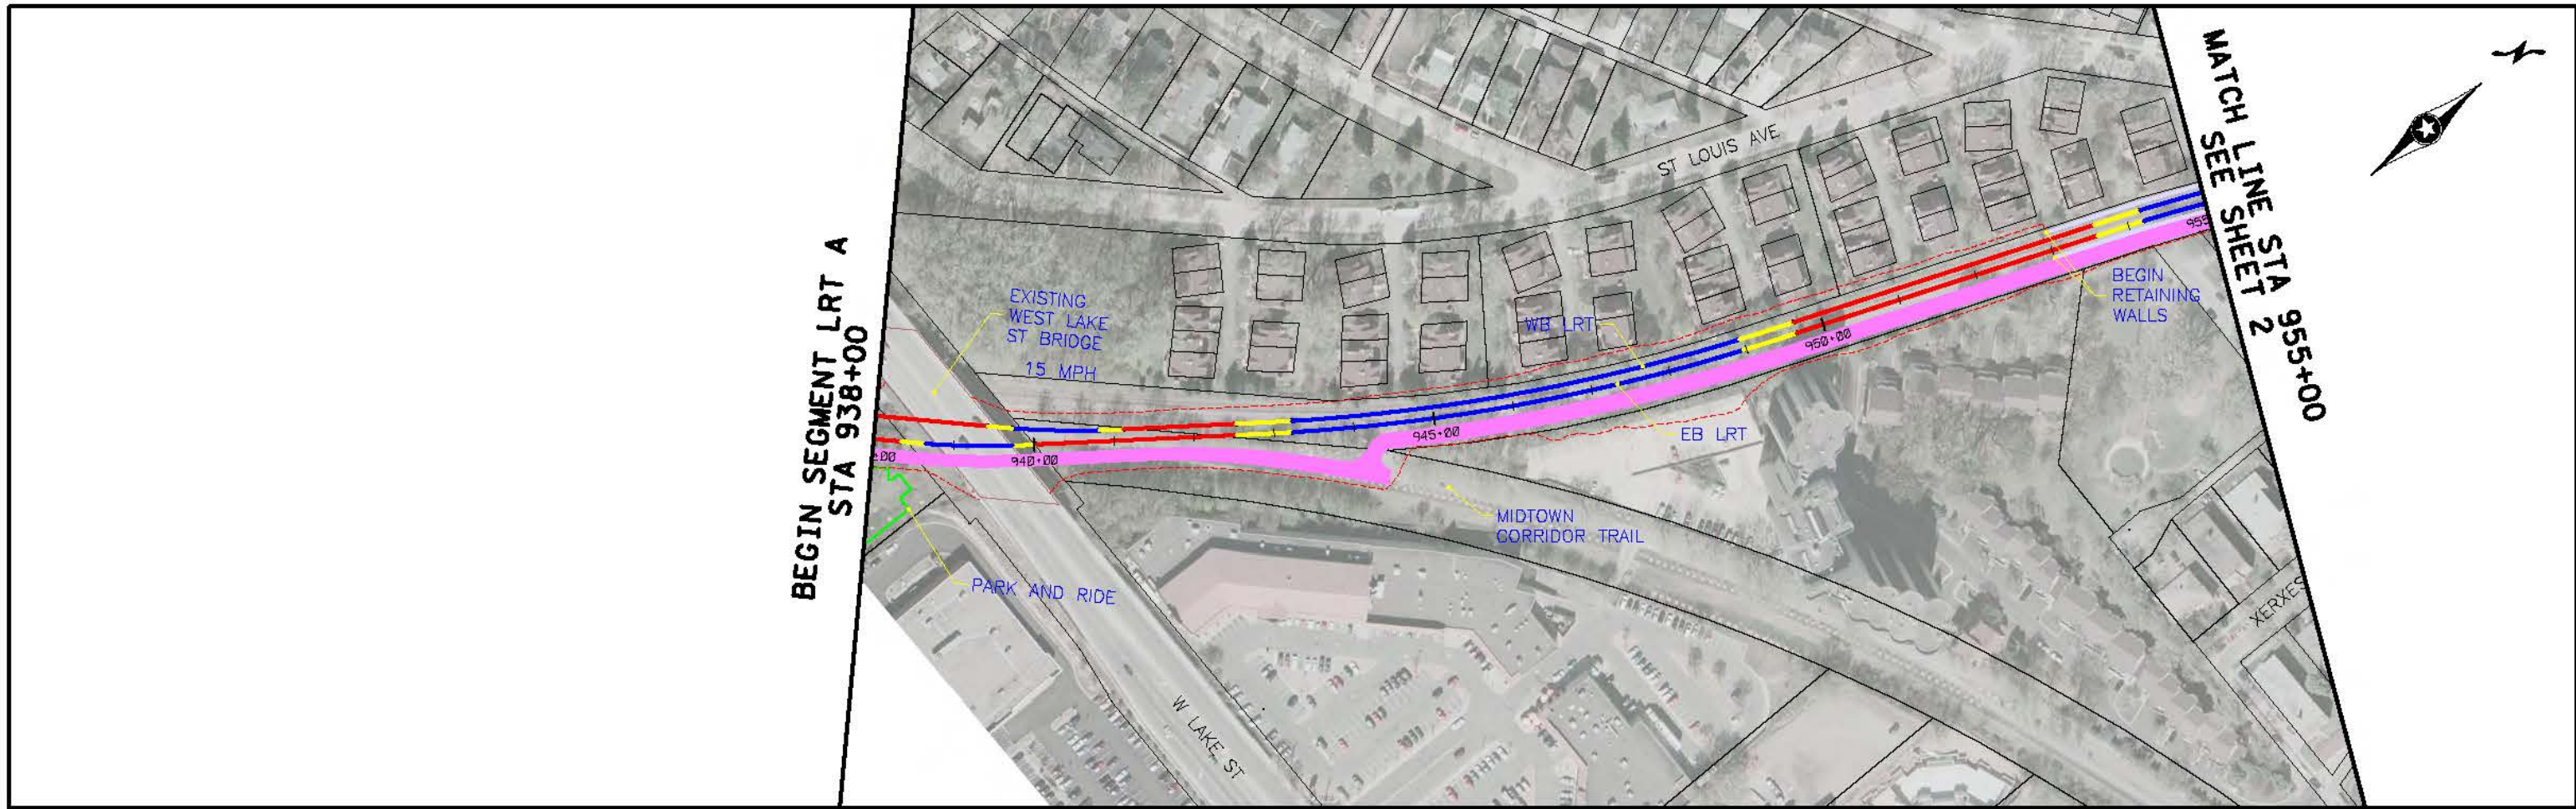 BEGIN SEGMENT LRT A
STA 938+00
EXISTING
WEST LAKE
ST BRIDGE
15 MPH
PARK AND RIDE
+00
940+00
945+00
950+00
955
WB LRT
EB LRT
ST LOUIS AVE
MIDTOWN
CORRIDOR TRAIL
W LAKE ST
BEGIN
RETAINING
WALLS
XERXES
MATCH LINE STA 955+00
SEE SHEET 2